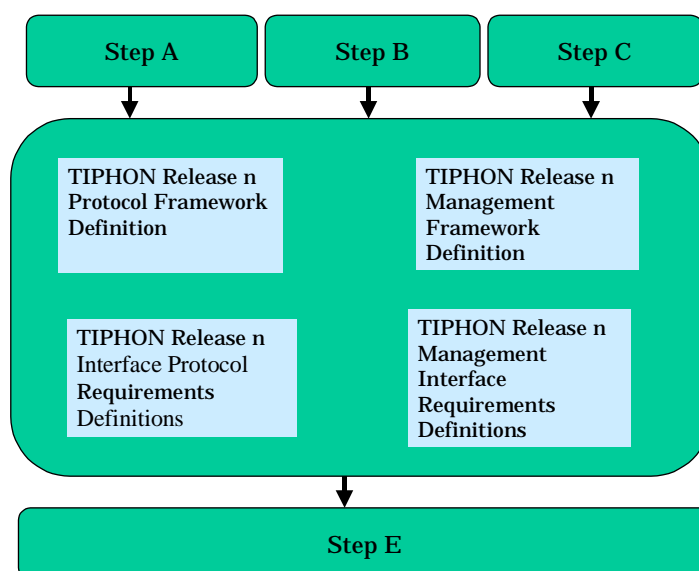 Step A
Step B
Step C
TIPHON Release n
Protocol Framework
Definition
TIPHON Release n
Management
Framework
Definition
TIPHON Release n
Interface Protocol
Requirements
Definitions
TIPHON Release n
Management
Interface
Requirements
Definitions
Step E